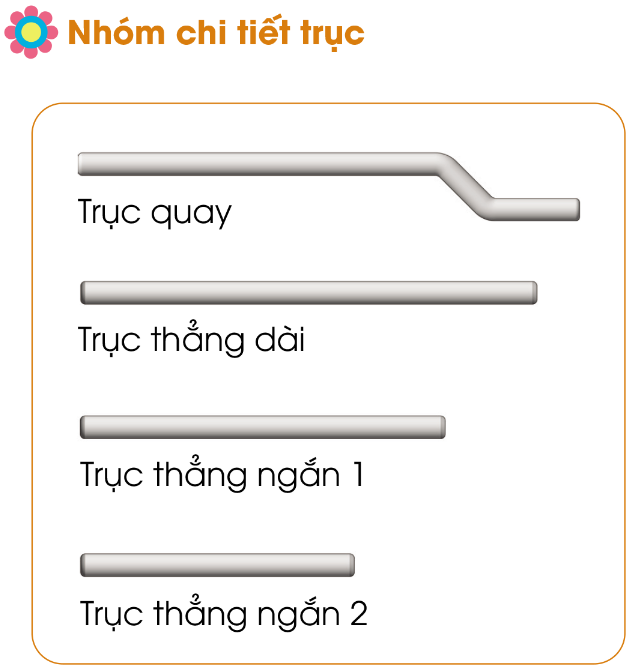 Nhóm chi tiết trục
Trục quay
Trục thẳng dài
Trục thẳng ngắn 1
Trục thẳng ngắn 2